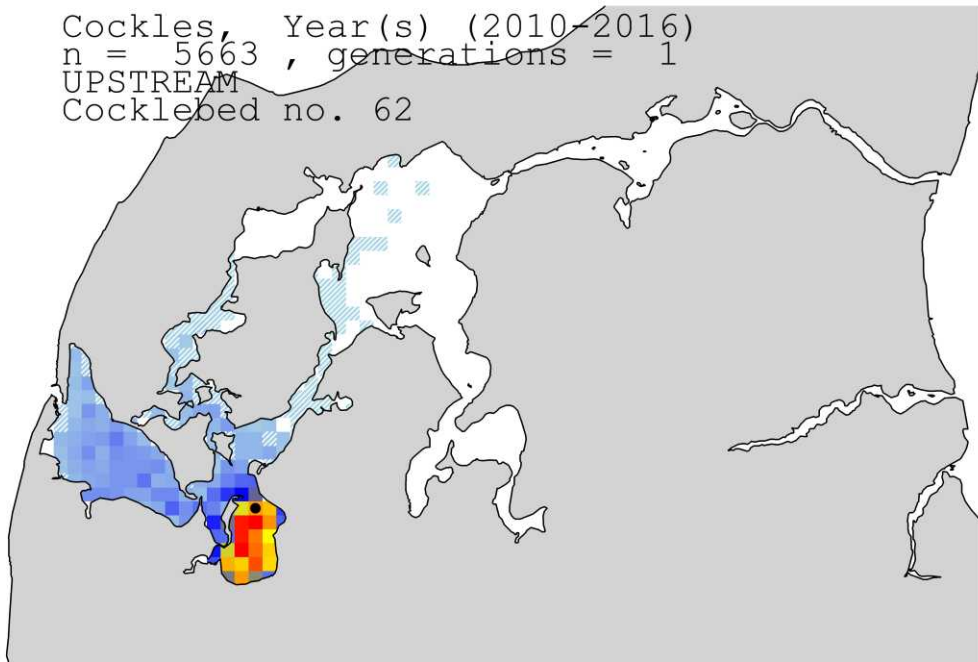 Cockles, Year(s) (2010-2016)
n = 5663 , generations = 1
UPSTREAM
Cocklebed no. 62